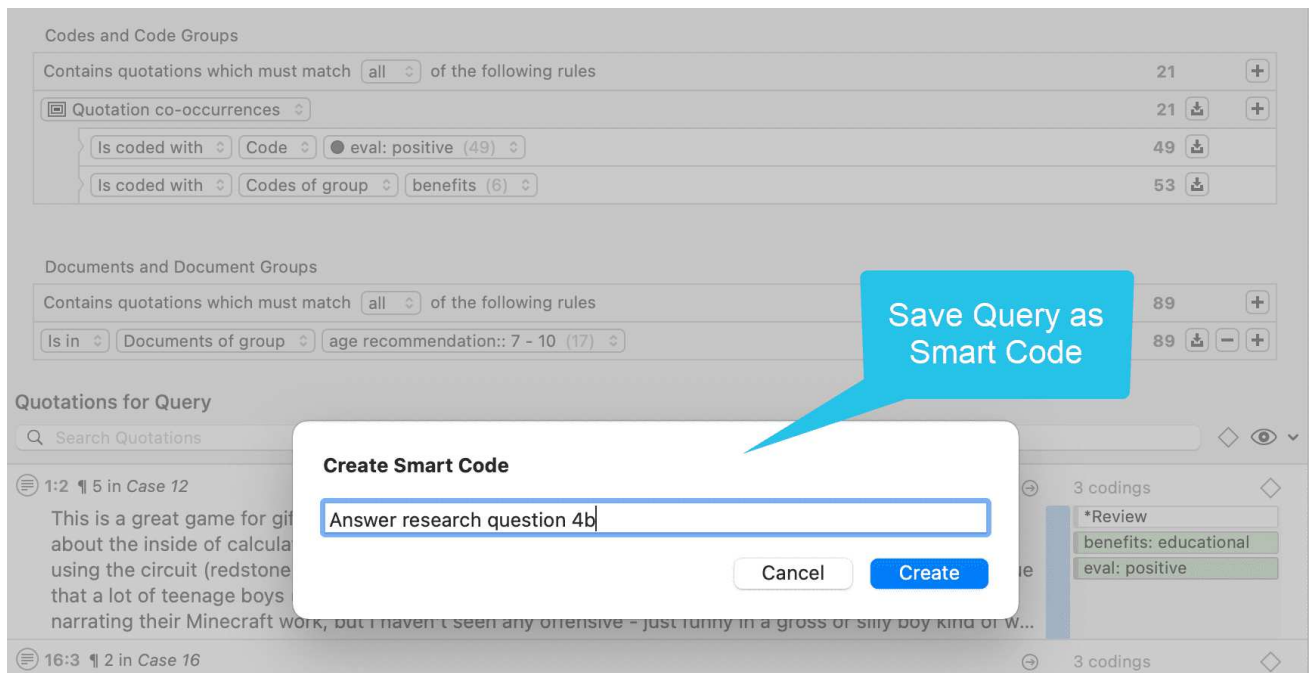 Codes and Code Groups
Contains quotations which must match all of the following rules 21
Quotation co-occurrences 21
Is coded with Code eval: positive (49) 49
Is coded with Codes of group benefits (6) 53
Documents and Document Groups
Contains quotations which must match all of the following rules 89
Is in Documents of group age recommendation:: 7 - 10 (17) 89
Save Query as
Smart Code
Quotations for Query
Search Quotations
Create Smart Code
Answer research question 4b
Cancel Create
1:2 ¶ 5 in Case 12 3 codings
This is a great game for
about the inside of
using the circuit (redstone
that a lot of teenage boys
narrating their Minecraft work, but I haven't seen any offensive - just funny in a gross or silly boy kind of w...
*Review
benefits: educational
eval: positive
16:3 ¶ 2 in Case 16 3 codings